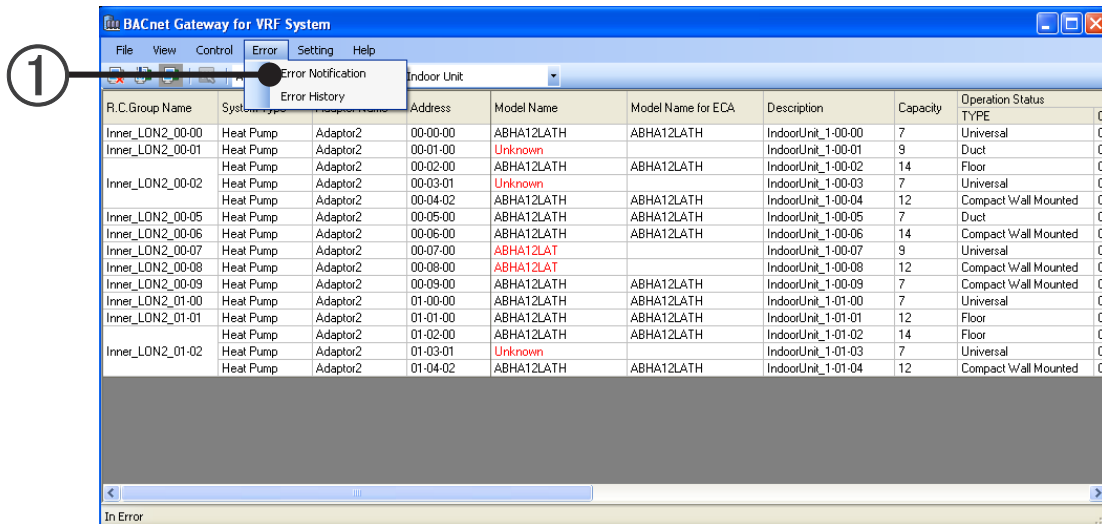 BACnet Gateway for VRF System
File View Control Error Setting Help
1
Error Notification
Error History
Indoor Unit
R.C.Group Name System Type Adaptor Name Address Model Name Model Name for ECA Description Capacity Operation Status
TYPE
Inner_LON2_00-00 Heat Pump Adaptor2 00-00-00 ABHA12LATH ABHA12LATH IndoorUnit_1-00-00 7 Universal
Inner_LON2_00-01 Heat Pump Adaptor2 00-01-00 Unknown IndoorUnit_1-00-01 9 Duct
Heat Pump Adaptor2 00-02-00 ABHA12LATH ABHA12LATH IndoorUnit_1-00-02 14 Floor
Inner_LON2_00-02 Heat Pump Adaptor2 00-03-01 Unknown IndoorUnit_1-00-03 7 Universal
Heat Pump Adaptor2 00-04-02 ABHA12LATH ABHA12LATH IndoorUnit_1-00-04 12 Compact Wall Mounted
Inner_LON2_00-05 Heat Pump Adaptor2 00-05-00 ABHA12LATH ABHA12LATH IndoorUnit_1-00-05 7 Duct
Inner_LON2_00-06 Heat Pump Adaptor2 00-06-00 ABHA12LATH ABHA12LATH IndoorUnit_1-00-06 14 Compact Wall Mounted
Inner_LON2_00-07 Heat Pump Adaptor2 00-07-00 ABHA12LAT IndoorUnit_1-00-07 9 Universal
Inner_LON2_00-08 Heat Pump Adaptor2 00-08-00 ABHA12LAT IndoorUnit_1-00-08 12 Compact Wall Mounted
Inner_LON2_00-09 Heat Pump Adaptor2 00-09-00 ABHA12LATH ABHA12LATH IndoorUnit_1-00-09 7 Compact Wall Mounted
Inner_LON2_01-00 Heat Pump Adaptor2 01-00-00 ABHA12LATH ABHA12LATH IndoorUnit_1-01-00 7 Universal
Inner_LON2_01-01 Heat Pump Adaptor2 01-01-00 ABHA12LATH ABHA12LATH IndoorUnit_1-01-01 12 Floor
Heat Pump Adaptor2 01-02-00 ABHA12LATH ABHA12LATH IndoorUnit_1-01-02 14 Floor
Inner_LON2_01-02 Heat Pump Adaptor2 01-03-01 Unknown IndoorUnit_1-01-03 7 Universal
Heat Pump Adaptor2 01-04-02 ABHA12LATH ABHA12LATH IndoorUnit_1-01-04 12 Compact Wall Mounted
In Error